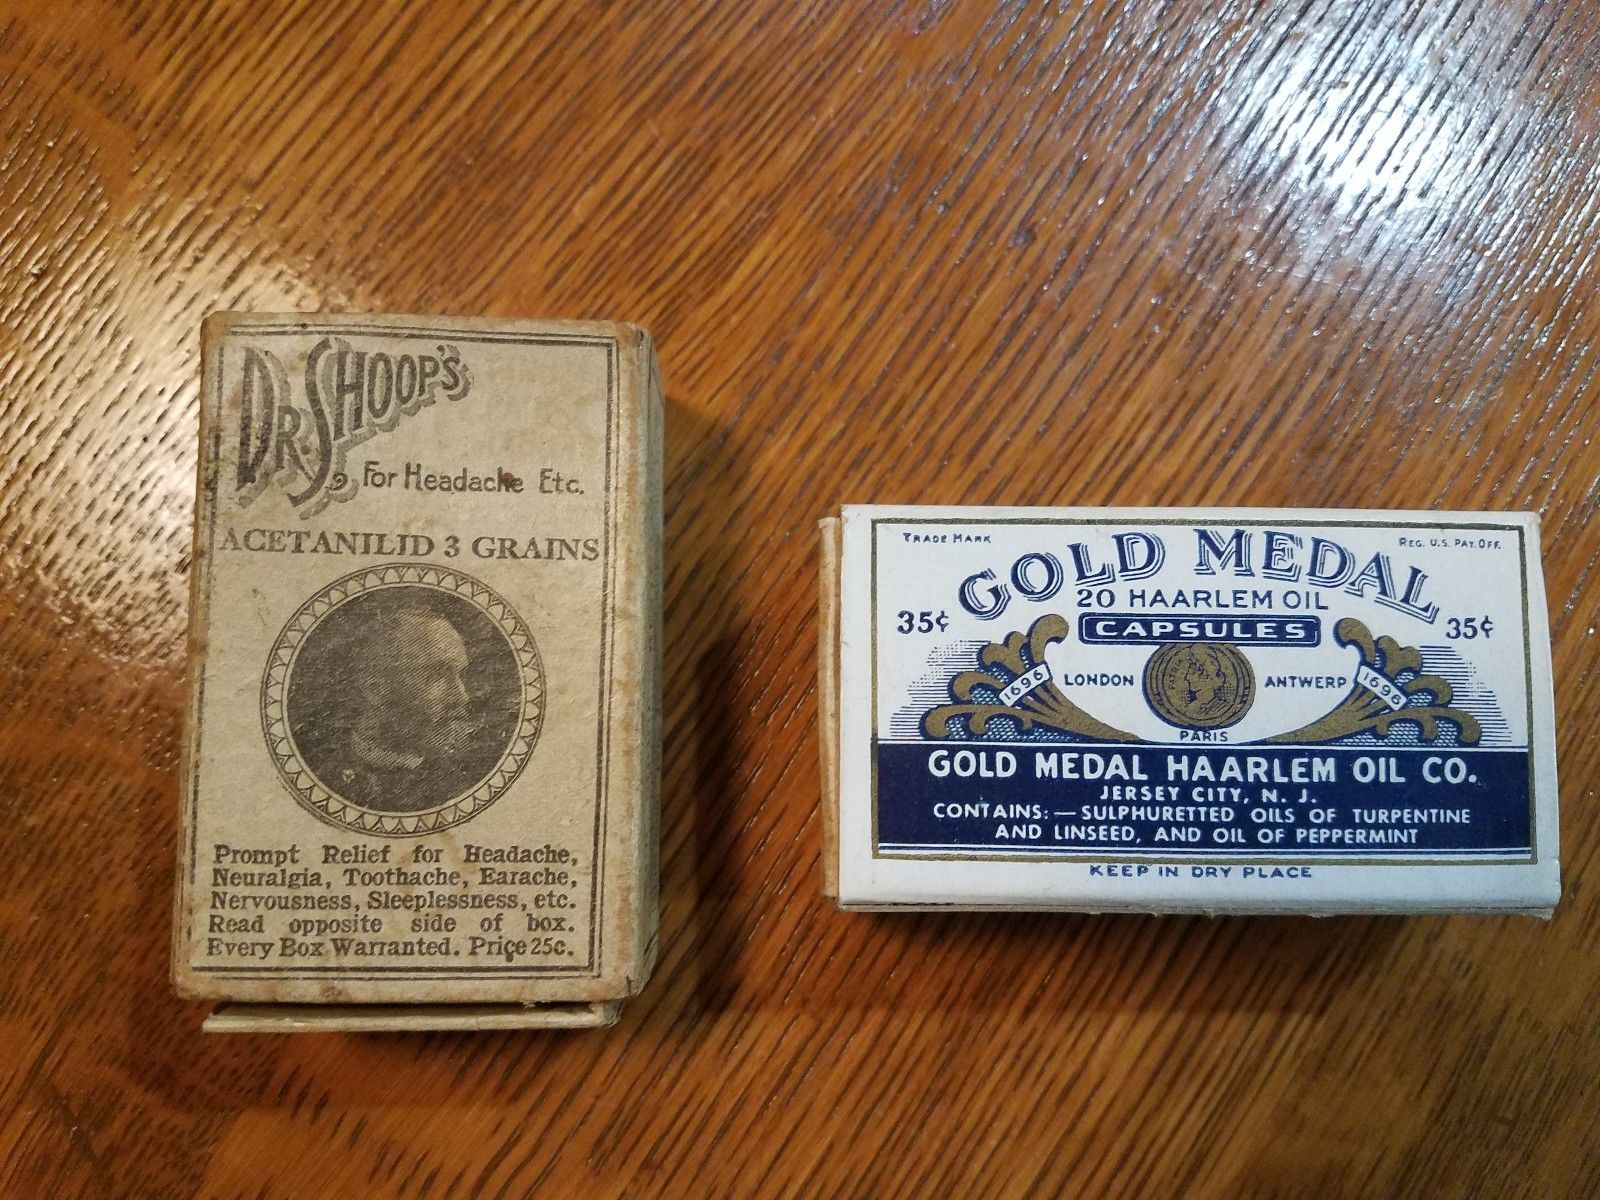 DR. SHOOP'S
For Headache Etc.
ACETANILID 3 GRAINS
Prompt Relief for Headache,
Neuralgia, Toothache, Earache,
Nervousness, Sleeplessness, etc.
Read opposite side of box.
Every Box Warranted. Price 25c.
TRADE MARK
REG. U.S. PAT. OFF.
GOLD MEDAL
20 HAARLEM OIL
35¢ CAPSULES 35¢
1696 LONDON ANTWERP 1696
PARIS
GOLD MEDAL HAARLEM OIL CO.
JERSEY CITY, N. J.
CONTAINS:—SULPHURETTED OILS OF TURPENTINE
AND LINSEED, AND OIL OF PEPPERMINT
KEEP IN DRY PLACE